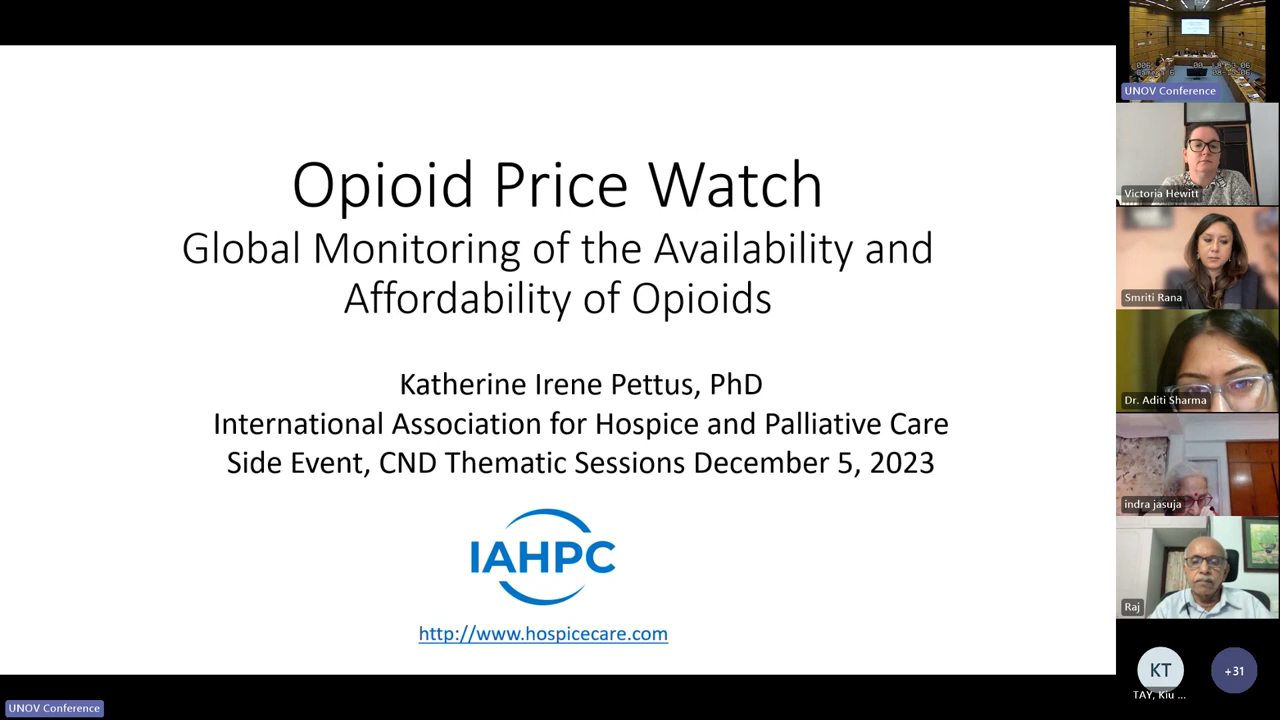 Opioid Price Watch
Global Monitoring of the Availability and
Affordability of Opioids
Katherine Irene Pettus, PhD
International Association for Hospice and Palliative Care
Side Event, CND Thematic Sessions December 5, 2023
IAHPC
http://www.hospicecare.com
UNOV Conference
UNOV Conference
Victoria Hewitt
Smriti Rana
Dr. Aditi Sharma
indra jasuja
Raj
KT
+31
TAY, Kiu ...